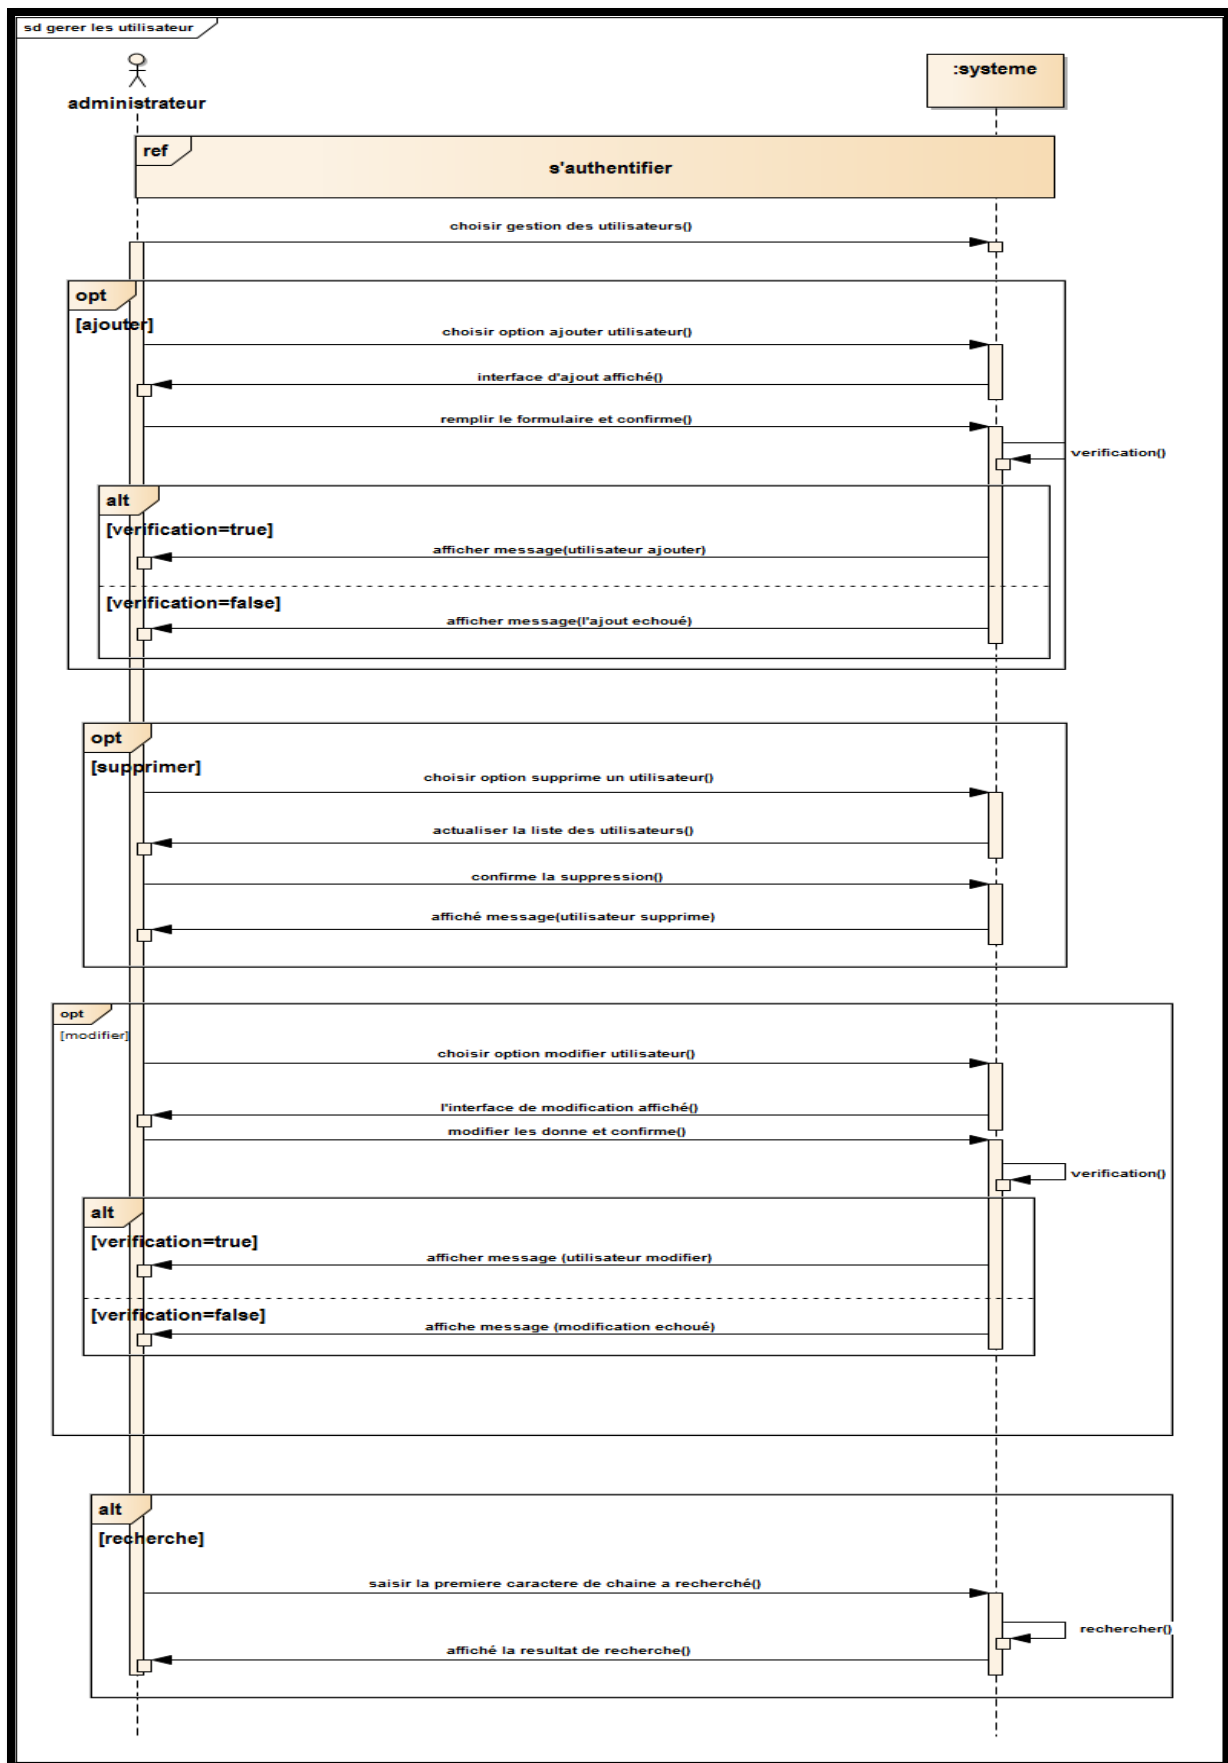 sd gerer les utilisateur
:systeme
administrateur
ref
s'authentifier
choisir gestion des utilisateurs()
opt
[ajouter]
choisir option ajouter utilisateur()
interface d'ajout affiché()
remplir le formulaire et confirme()
verification()
alt
[verification=true]
afficher message(utilisateur ajouter)
[verification=false]
afficher message(l'ajout echoué)
opt
[supprimer]
choisir option supprime un utilisateur()
actualiser la liste des utilisateurs()
confirme la suppression()
affiché message(utilisateur supprime)
opt
[modifier]
choisir option modifier utilisateur()
l'interface de modification affiché()
modifier les donne et confirme()
verification()
alt
[verification=true]
afficher message (utilisateur modifier)
[verification=false]
affiche message (modification echoué)
alt
[recherche]
saisir la premiere caractere de chaine a recherché()
rechercher()
affiché la resultat de recherche()